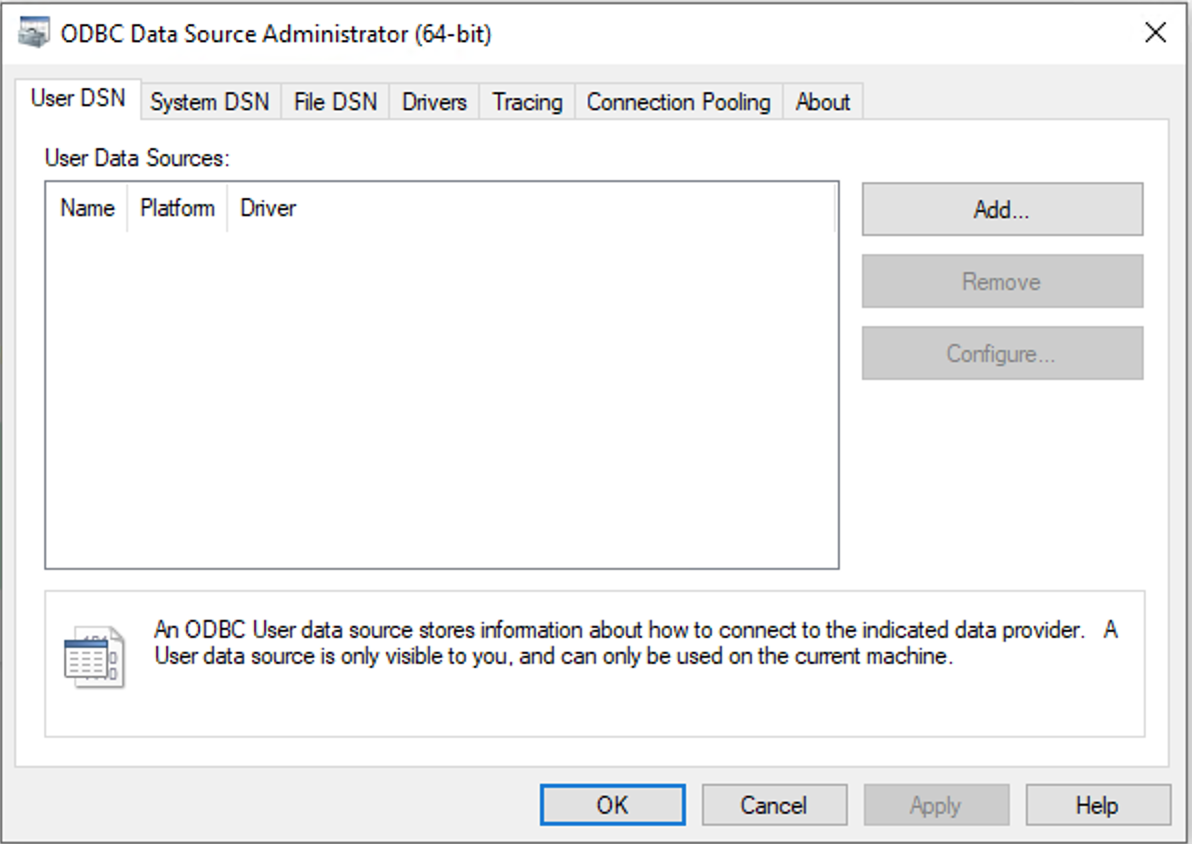 ODBC Data Source Administrator (64-bit)
User DSN System DSN File DSN Drivers Tracing Connection Pooling About
User Data Sources:
Name Platform Driver
Add...
Remove
Configure...
An ODBC User data source stores information about how to connect to the indicated data provider. A
User data source is only visible to you, and can only be used on the current machine.
OK Cancel Apply Help